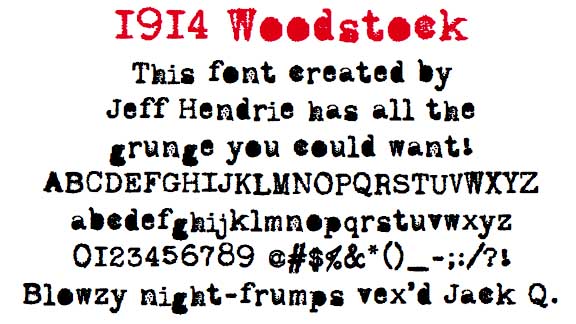 1914 Woodstock
This font created by
Jeff Hendrie has all the
grunge you could want!
ABCDEFGHIJKLMNOPQRSTUVWXYZ
abcdefghijklmnopqrstuvwxyz
0123456789 @#$%&*()_-;:/?!
Blowzy night-frumps vex'd Jack Q.